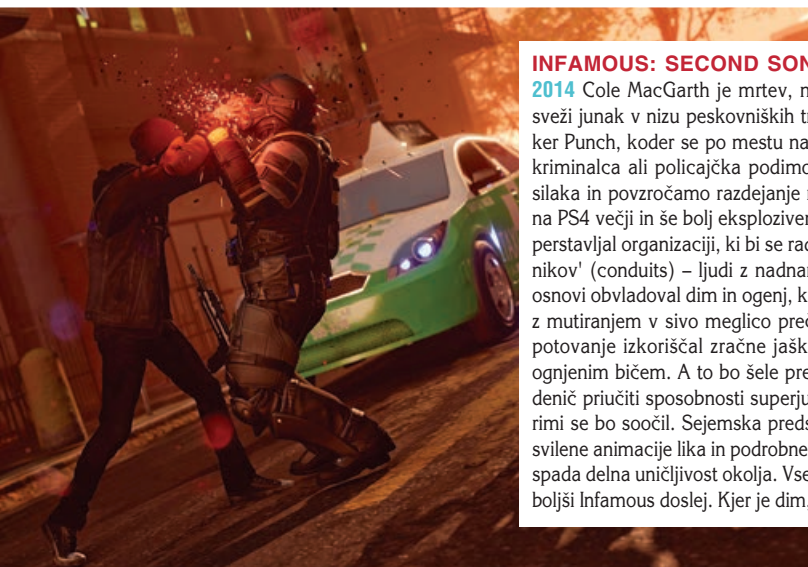 INFAMOUS: SECOND SON
2014 Cole MacGarth je mrtev, n
sveži junak v nizu peskovniških tr
ker Punch, koder se po mestu na
kriminalca ali policajčka podimo
silaka in povzročamo razdejanje n
na PS4 večji in še bolj eksploziven
perstavljal organizaciji, ki bi se rad
nikov' (conduits) – ljudi z nadnar
osnovi obvladoval dim in ogenj, k
z mutiranjem v sivo meglico preč
potovanje izkoriščal zračne jašk
ognjenim bičem. A to bo šele pre
denič priučiti sposobnosti superju
rimi se bo soočil. Sejemska preds
svilene animacije lika in podrobne
spada delna uničljivost okolja. Vse
boljši Infamous doslej. Kjer je dim,